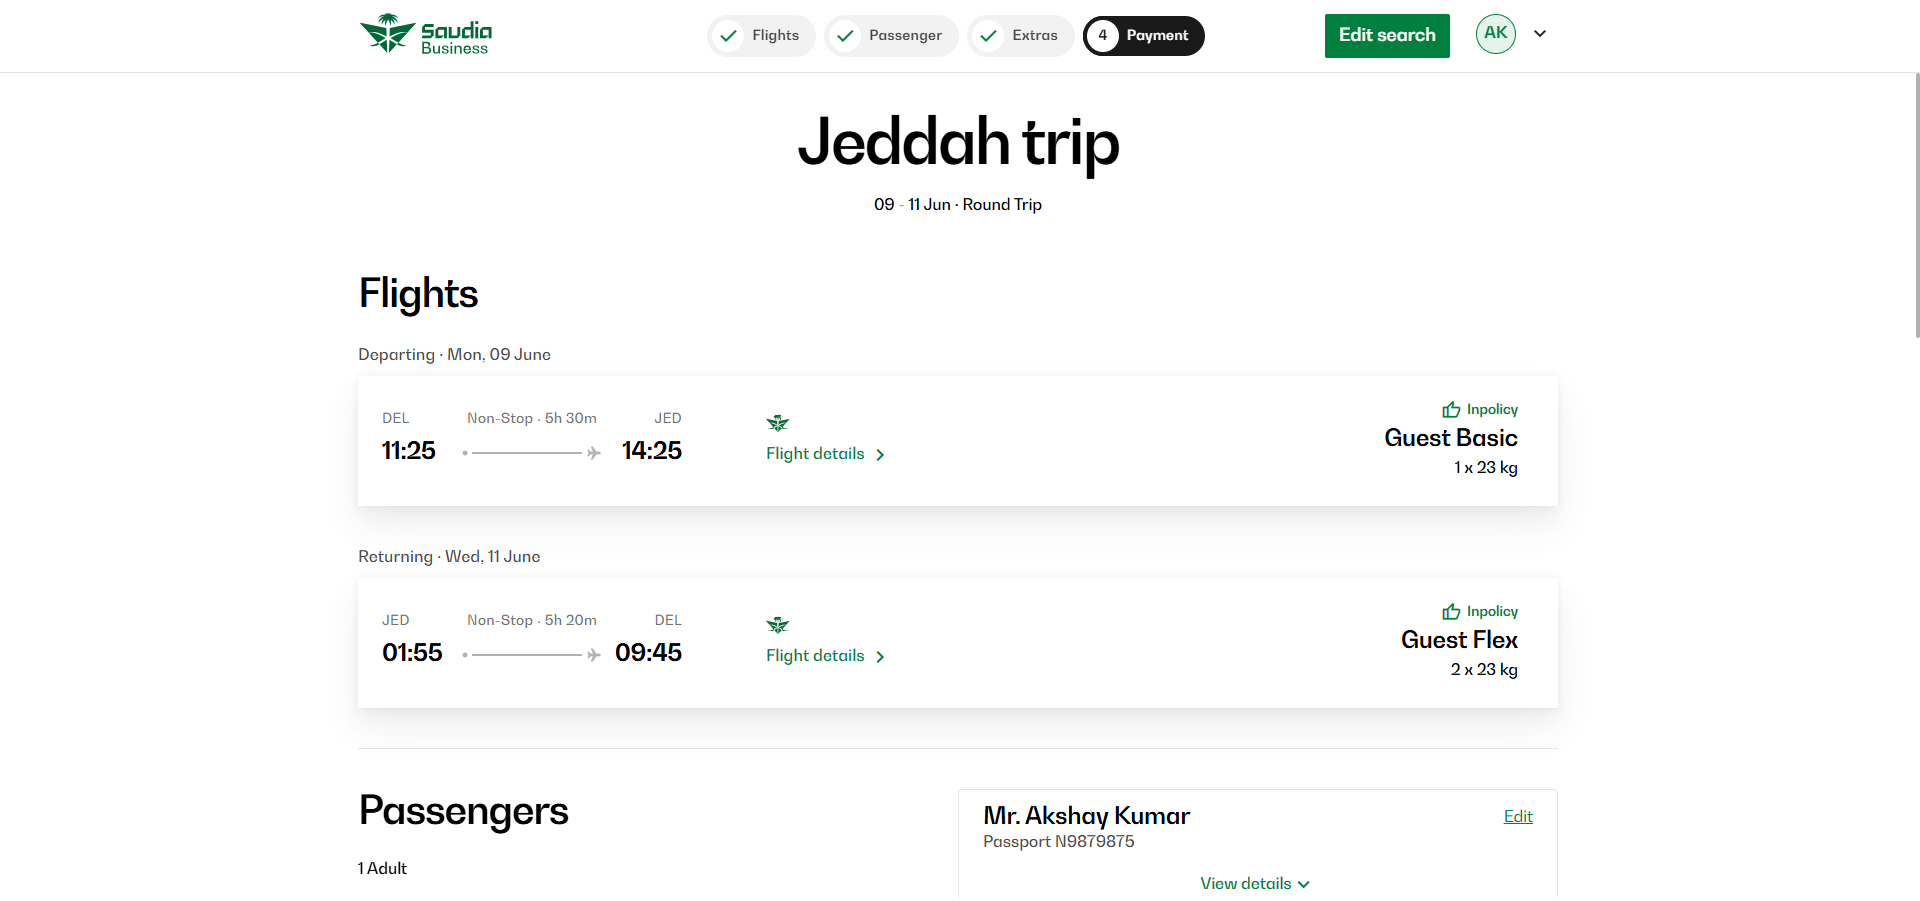 Saudia
Business
Flights
Passenger
Extras
4 Payment
Edit search
AK
Jeddah trip
09 - 11 Jun · Round Trip
Flights
Departing · Mon, 09 June
DEL Non-Stop · 5h 30m JED
11:25 14:25
Flight details
Inpolicy
Guest Basic
1 x 23 kg
Returning · Wed, 11 June
JED Non-Stop · 5h 20m DEL
01:55 09:45
Flight details
Inpolicy
Guest Flex
2 x 23 kg
Passengers
1 Adult
Mr. Akshay Kumar
Edit
Passport N9879875
View details